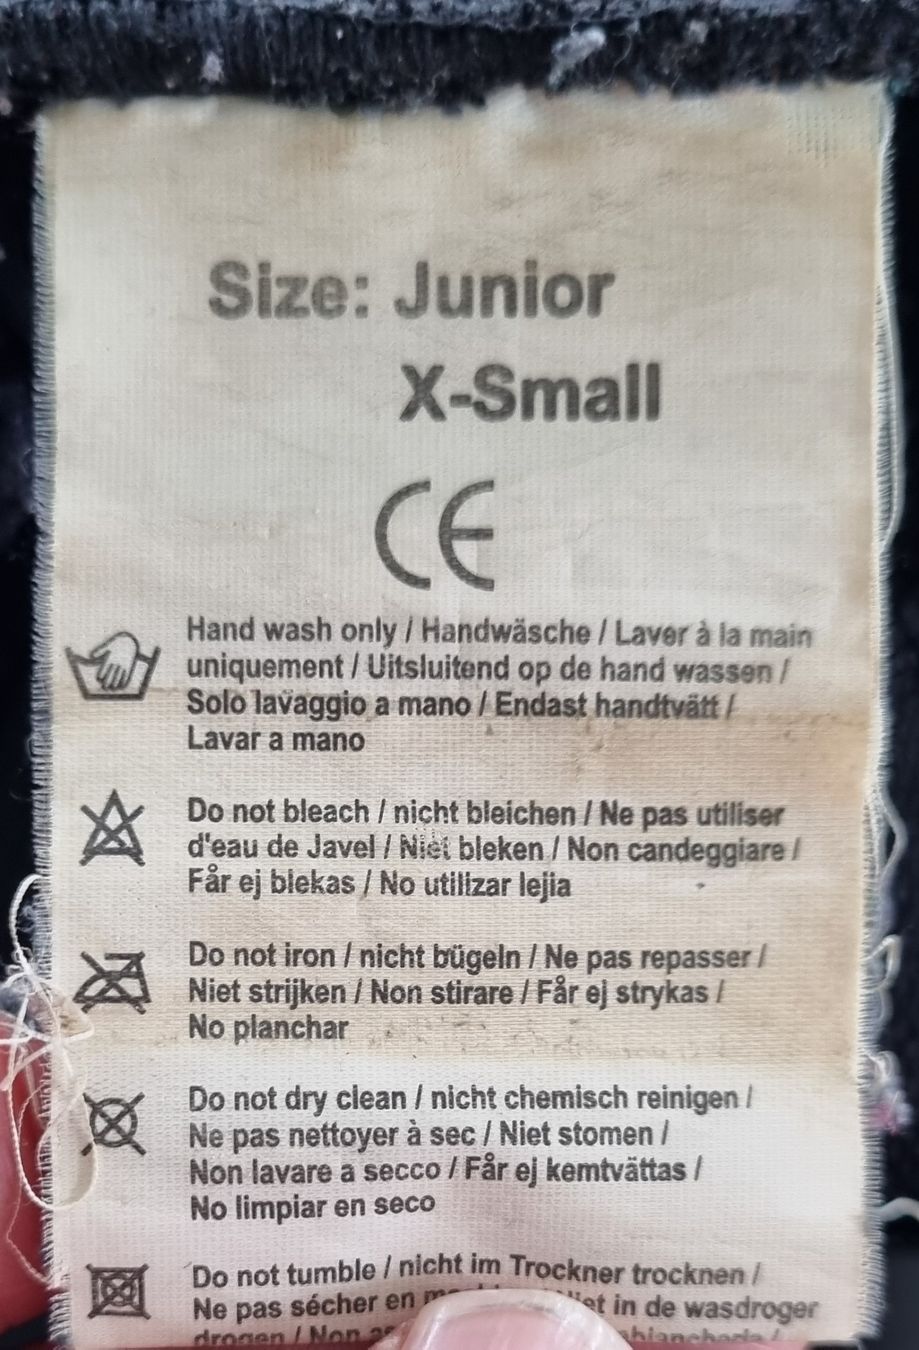 Size: Junior
X-Small
CE
Hand wash only / Handwäsche / Laver à la main
uniquement / Uitsluitend op de hand wassen /
Solo lavaggio a mano / Endast handtvätt /
Lavar a mano
Do not bleach / nicht bleichen / Ne pas utiliser
d'eau de Javel / Niet bleken / Non candeggiare /
Får ej blekas / No utilizar lejia
Do not iron / nicht bügeln / Ne pas repasser /
Niet strijken / Non stirare / Får ej strykas /
No planchar
Do not dry clean / nicht chemisch reinigen /
Ne pas nettoyer à sec / Niet stomen /
Non lavare a secco / Får ej kemtvättas /
No limpiar en seco
Do not tumble / nicht im Trockner trocknen /
Ne pas sécher en in de wasdroger
drogen / Non